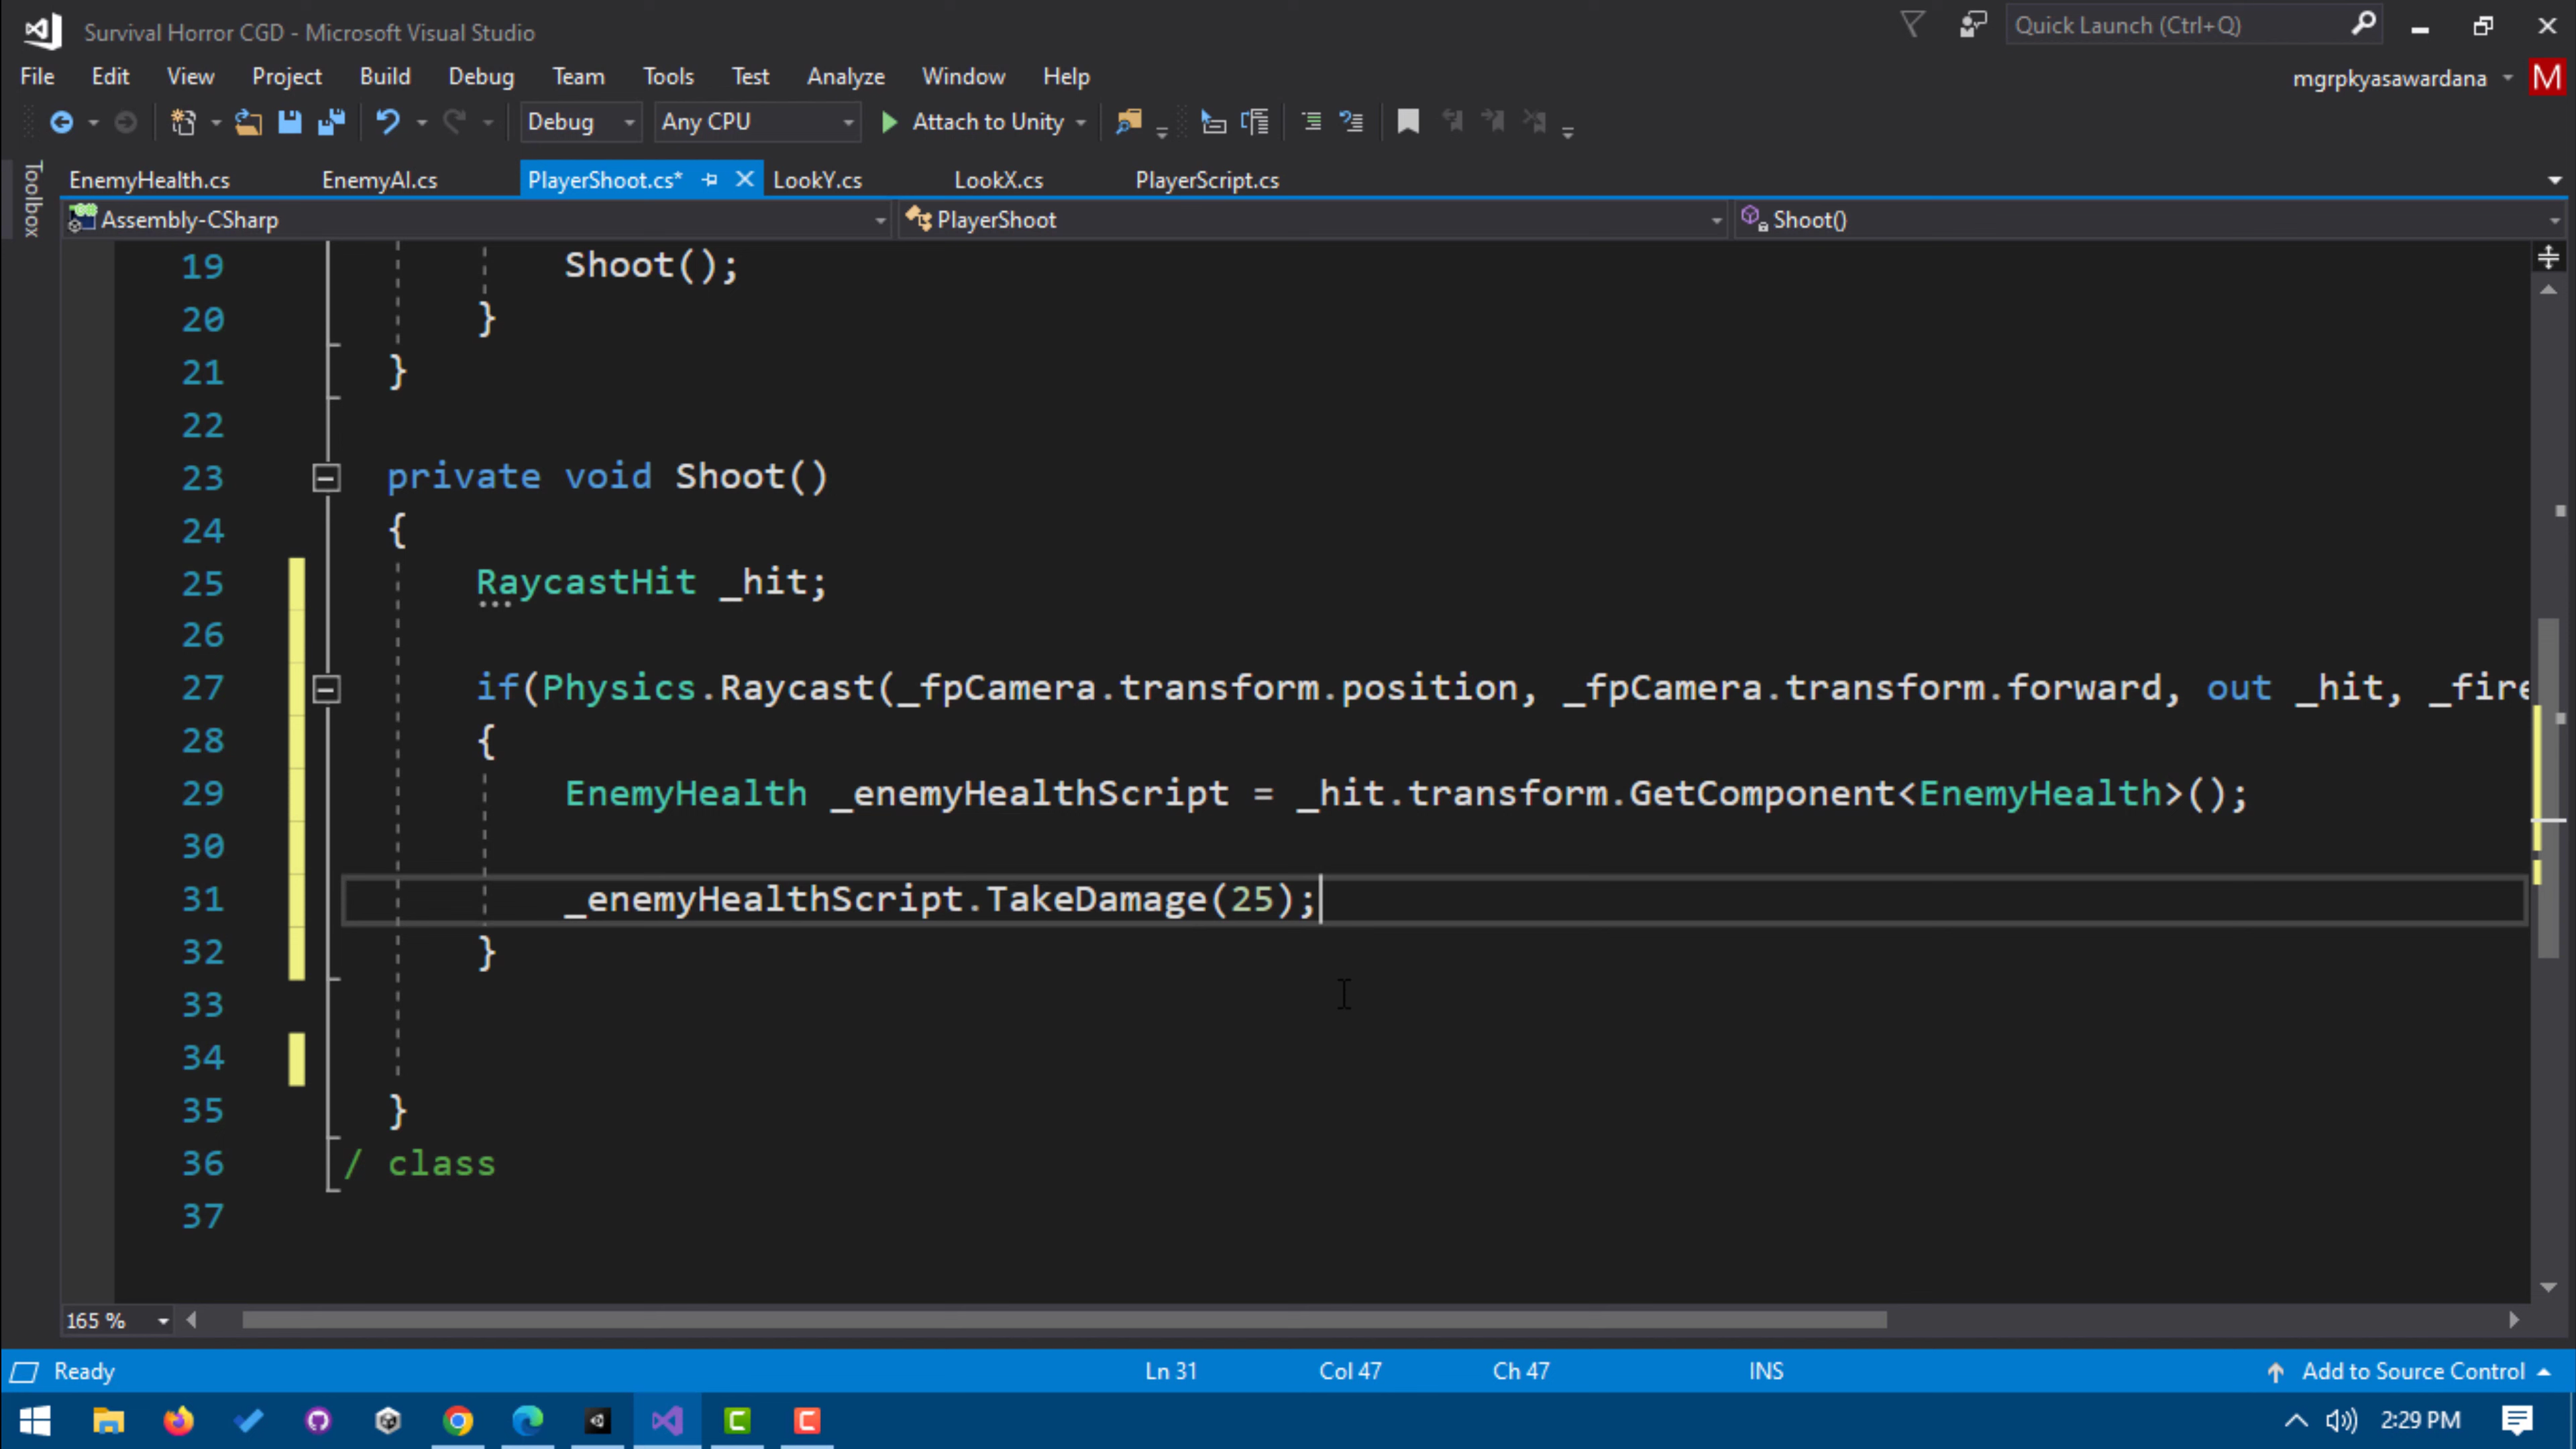 Survival Horror CGD - Microsoft Visual Studio
Quick Launch (Ctrl+Q)
File Edit View Project Build Debug Team Tools Test Analyze Window Help
mgrpkyasawardana M
Debug Any CPU Attach to Unity
Toolbox
EnemyHealth.cs EnemyAI.cs PlayerShoot.cs* LookY.cs LookX.cs PlayerScript.cs
Assembly-CSharp PlayerShoot Shoot()
19 Shoot();
20 }
21 }
22
23 private void Shoot()
24 {
25 RaycastHit _hit;
26
27 if(Physics.Raycast(_fpCamera.transform.position, _fpCamera.transform.forward, out _hit, _fire
28 {
29 EnemyHealth _enemyHealthScript = _hit.transform.GetComponent<EnemyHealth>();
30
31 _enemyHealthScript.TakeDamage(25);
32 }
33
34
35 }
36 / class
37
165 %
Ready Ln 31 Col 47 Ch 47 INS Add to Source Control
2:29 PM